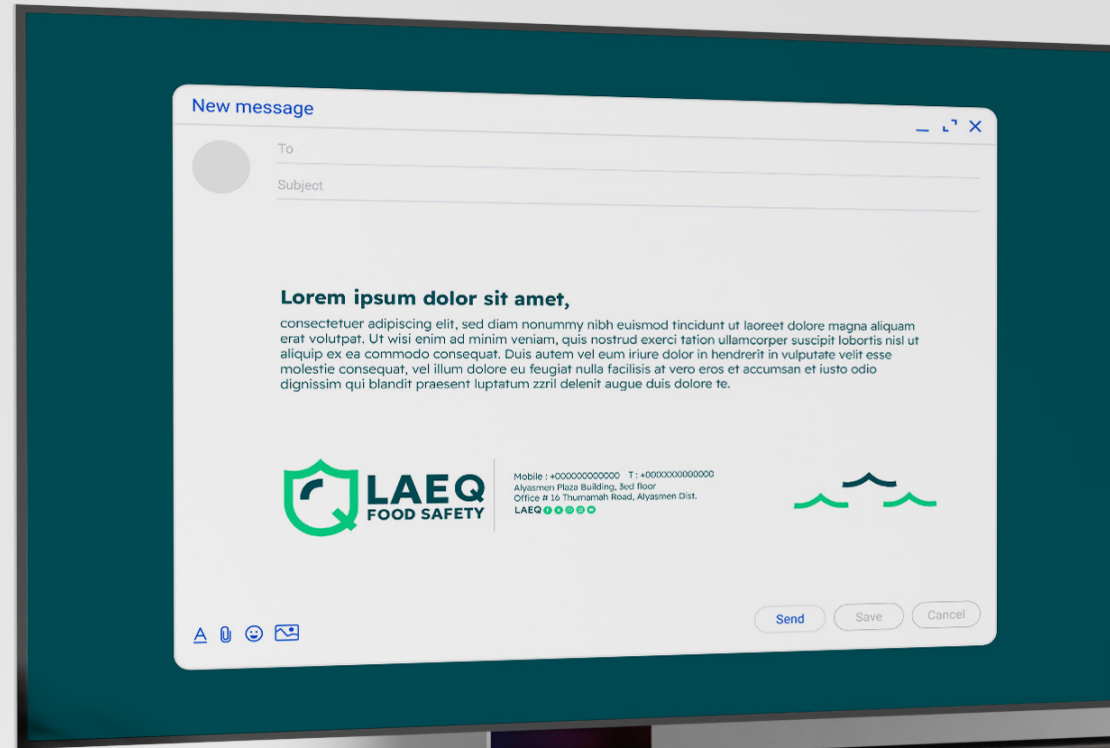 New message
To
Subject
Lorem ipsum dolor sit amet,
consectetuer adipiscing elit, sed diam nonummy nibh euismod tincidunt ut laoreet dolore magna aliquam
erat volutpat. Ut wisi enim ad minim veniam, quis nostrud exerci tation ullamcorper suscipit lobortis nisl ut
aliquip ex ea commodo consequat. Duis autem vel eum iriure dolor in hendrerit in vulputate velit esse
molestie consequat, vel illum dolore eu feugiat nulla facilisis at vero eros et accumsan et iusto odio
dignissim qui blandit praesent luptatum zzril delenit augue duis dolore te.
LAEQ
FOOD SAFETY
Mobile : +000000000000 T : +0000000000000
Alyasmen Plaza Building, 3ed floor
Office # 16 Thumamah Road, Alyasmen Dist.
LAEQ
Send
Save
Cancel